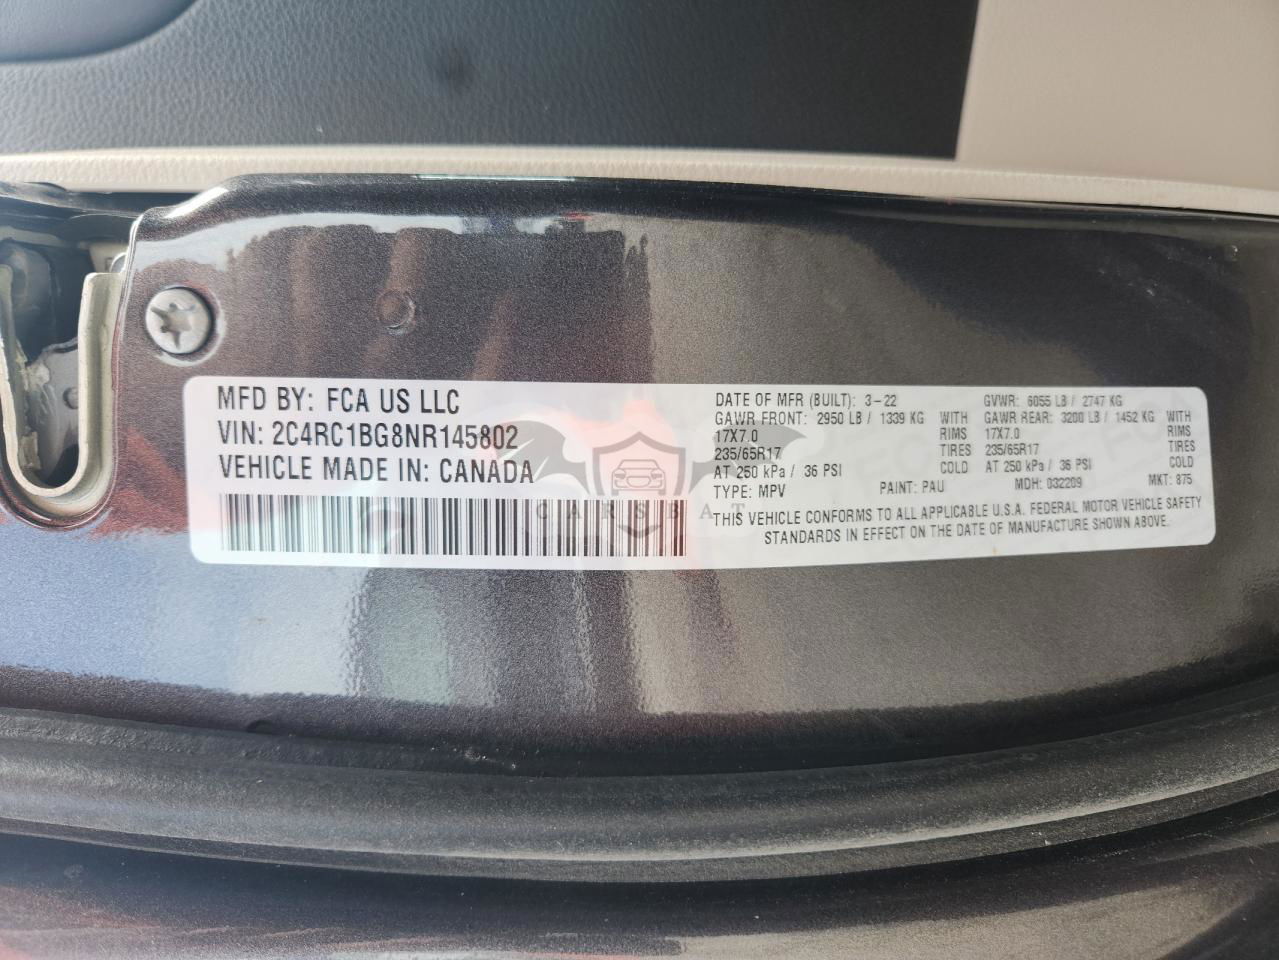 MFD BY: FCA US LLC
VIN: 2C4RC1BG8NR145802
VEHICLE MADE IN: CANADA
DATE OF MFR (BUILT): 3-22 GVWR: 6055 LB / 2747 KG
GAWR FRONT: 2950 LB / 1339 KG WITH GAWR REAR: 3200 LB / 1452 KG WITH
17X7.0 RIMS 17X7.0 RIMS
235/65R17 TIRES 235/65R17 TIRES
AT 250 kPa / 36 PSI COLD AT 250 kPa / 36 PSI COLD
TYPE: MPV PAINT: PAU MDH: 032209 MKT: 875
THIS VEHICLE CONFORMS TO ALL APPLICABLE U.S.A. FEDERAL MOTOR VEHICLE SAFETY
STANDARDS IN EFFECT ON THE DATE OF MANUFACTURE SHOWN ABOVE.
CARSBAT